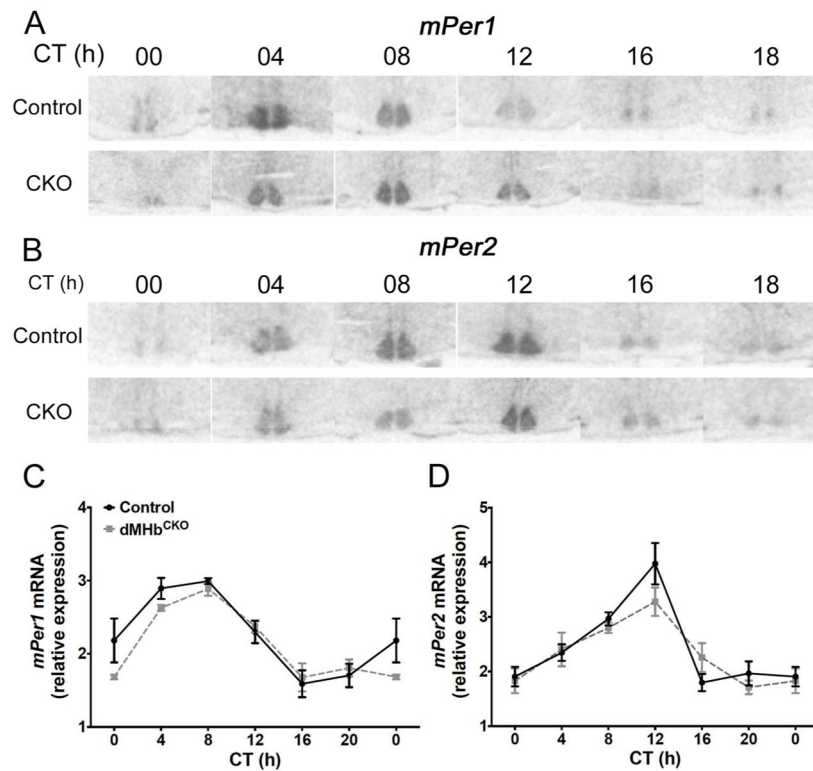 A
mPer1
CT (h) 00 04 08 12 16 18
Control
CKO
B
mPer2
CT (h) 00 04 08 12 16 18
Control
CKO
C
Control
dMHbCKO
mPer1 mRNA
(relative expression)
4
3
2
1
0 4 8 12 16 20 0
CT (h)
D
mPer2 mRNA
(relative expression)
5
4
3
2
1
0 4 8 12 16 20 0
CT (h)